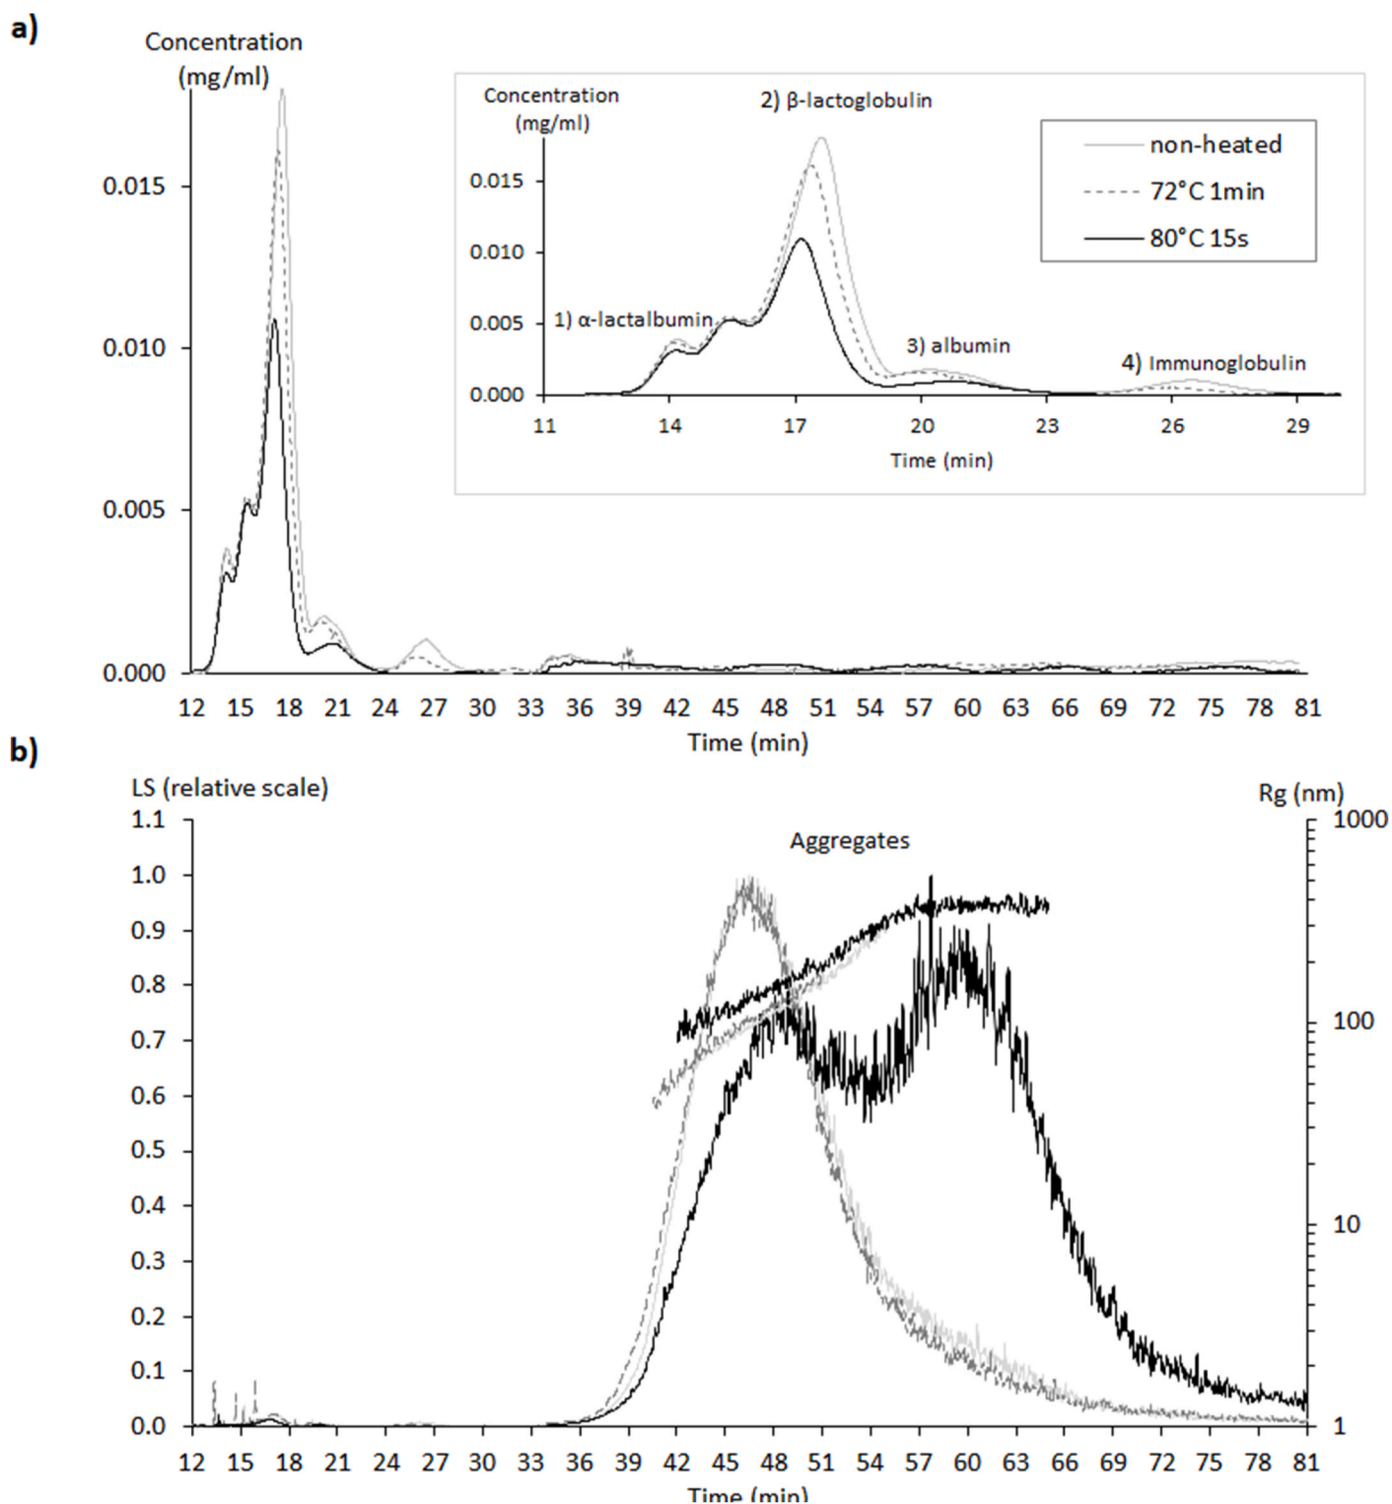 a)
Concentration
(mg/ml)
0.015
0.010
0.005
0.000
12 15 18 21 24 27 30 33 36 39 42 45 48 51 54 57 60 63 66 69 72 75 78 81
Time (min)
Concentration
(mg/ml)
2) β-lactoglobulin
non-heated
72°C 1min
80°C 15s
0.015
0.010
0.005
0.000
1) α-lactalbumin
3) albumin
4) Immunoglobulin
11 14 17 20 23 26 29
Time (min)
b)
LS (relative scale)
Rg (nm)
Aggregates
1.1
1.0
0.9
0.8
0.7
0.6
0.5
0.4
0.3
0.2
0.1
0.0
1000
100
10
1
12 15 18 21 24 27 30 33 36 39 42 45 48 51 54 57 60 63 66 69 72 75 78 81
Time (min)